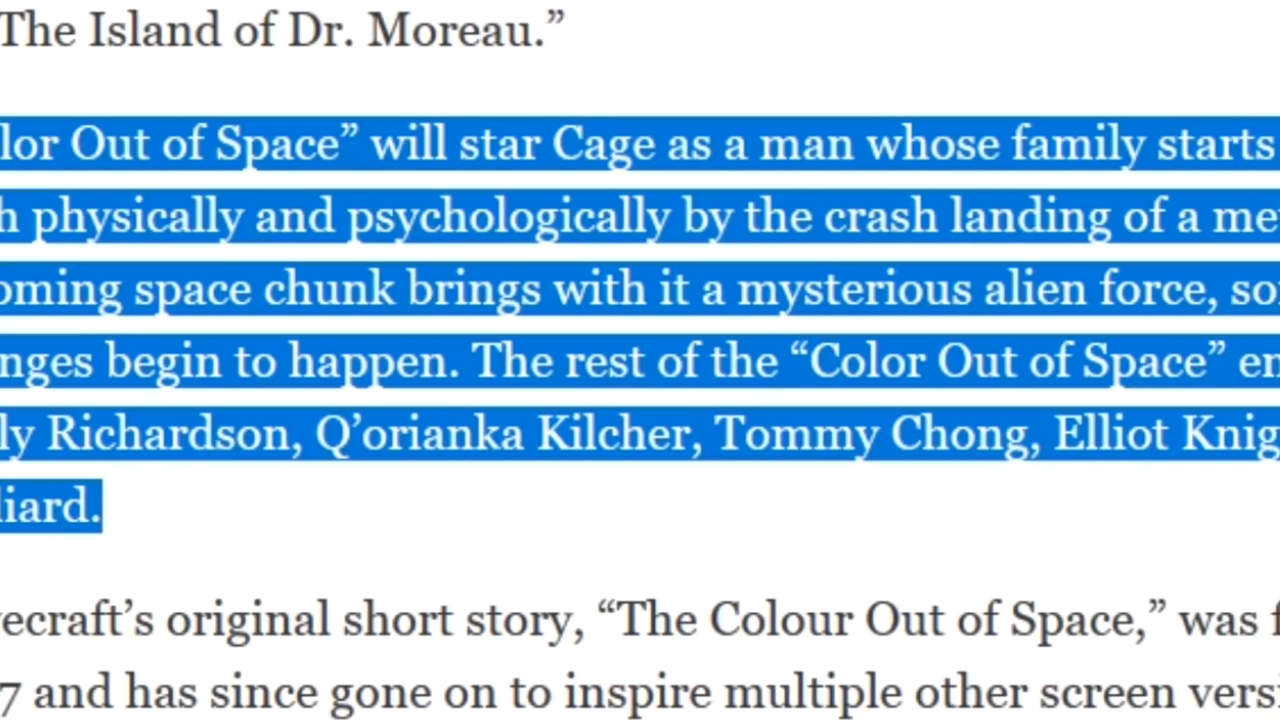 The Island of Dr. Moreau.”
lor Out of Space” will star Cage as a man whose family starts
h physically and psychologically by the crash landing of a me
oming space chunk brings with it a mysterious alien force, so
nges begin to happen. The rest of the “Color Out of Space” en
ly Richardson, Q’orianka Kilcher, Tommy Chong, Elliot Knig
liard.
ecraft’s original short story, “The Colour Out of Space,” was f
7 and has since gone on to inspire multiple other screen versi